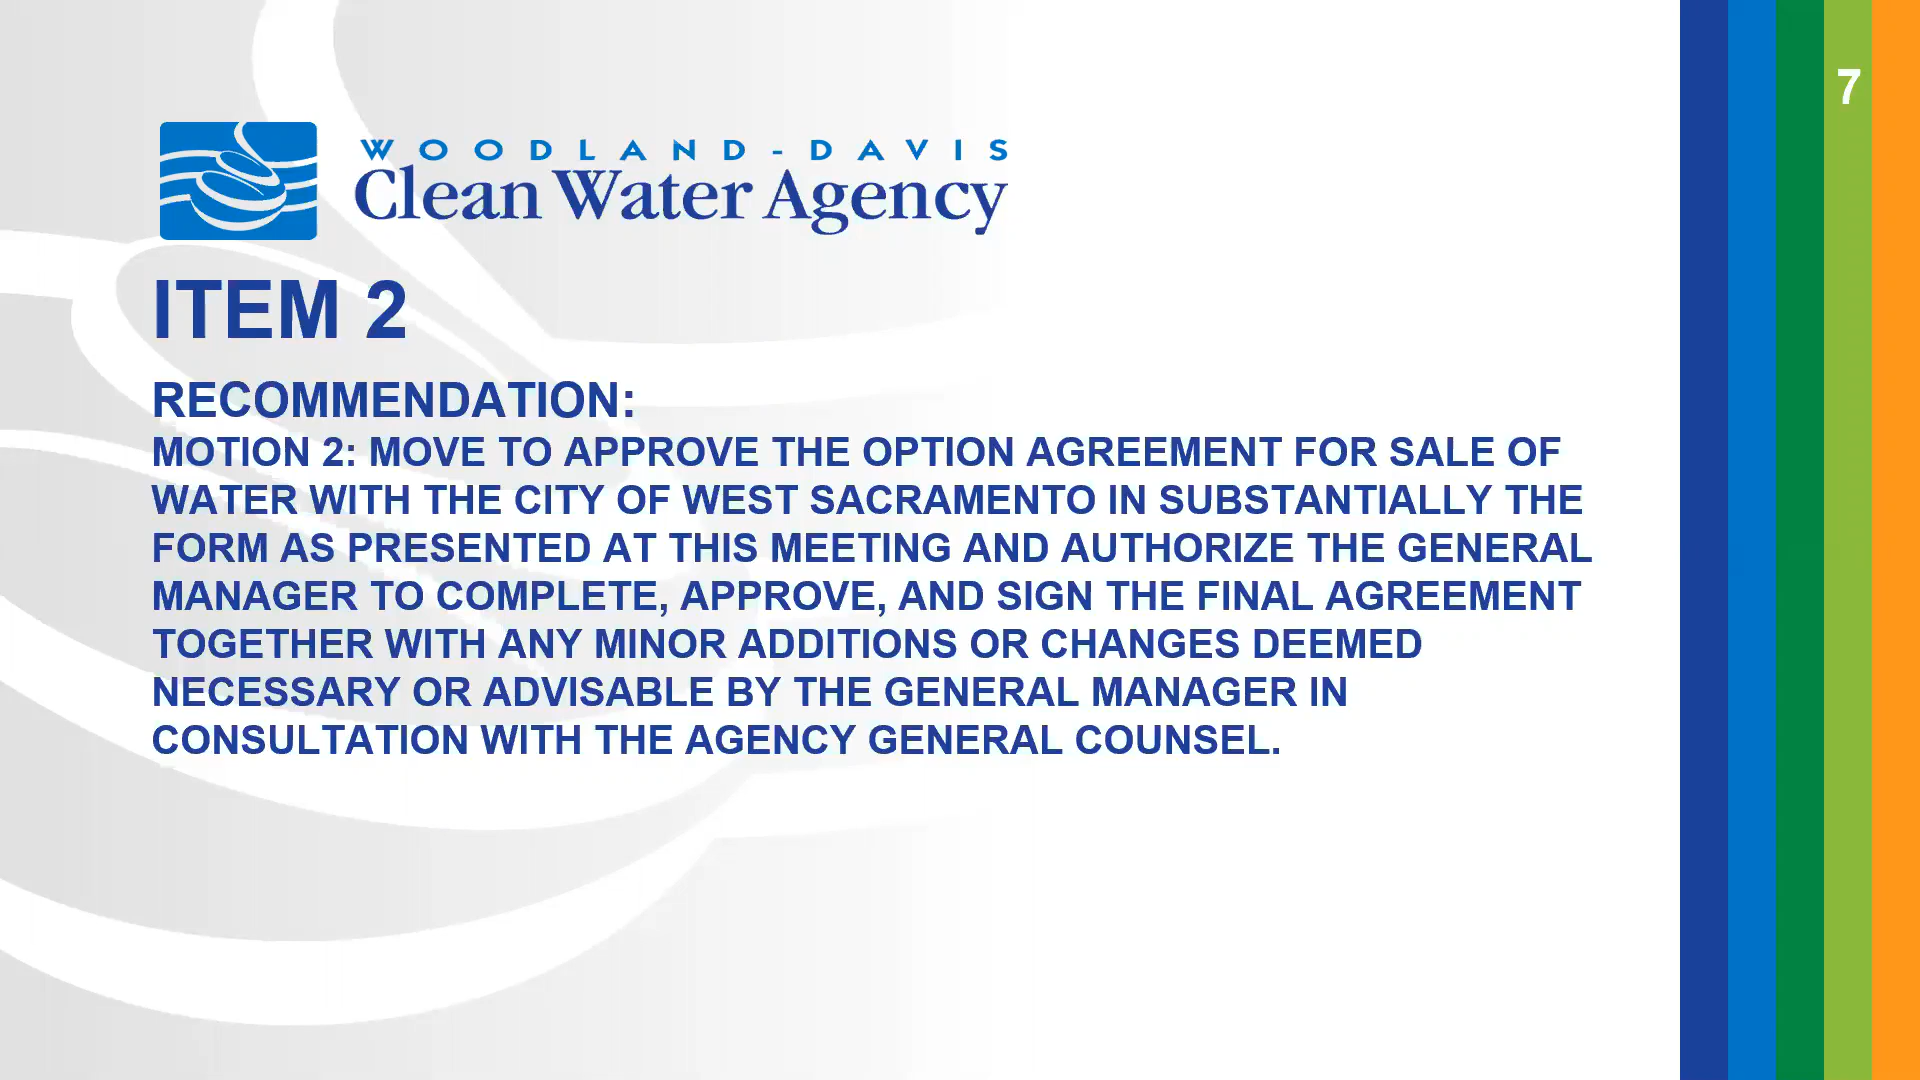 7
WOODLAND-DAVIS
Clean Water Agency
ITEM 2
RECOMMENDATION:
MOTION 2: MOVE TO APPROVE THE OPTION AGREEMENT FOR SALE OF
WATER WITH THE CITY OF WEST SACRAMENTO IN SUBSTANTIALLY THE
FORM AS PRESENTED AT THIS MEETING AND AUTHORIZE THE GENERAL
MANAGER TO COMPLETE, APPROVE, AND SIGN THE FINAL AGREEMENT
TOGETHER WITH ANY MINOR ADDITIONS OR CHANGES DEEMED
NECESSARY OR ADVISABLE BY THE GENERAL MANAGER IN
CONSULTATION WITH THE AGENCY GENERAL COUNSEL.